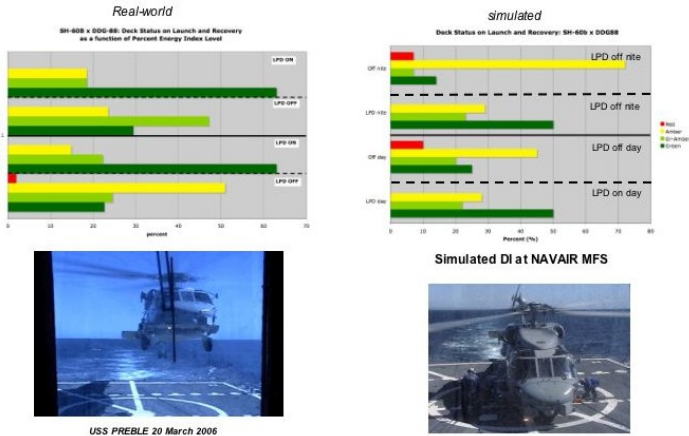 Real-world
SH-60B x DDG-88: Deck Status on Launch and Recovery
as a function of Percent Energy Index Level
LPD ON
LPD OFF
1
LPD ON
LPD OFF
0 10 20 30 40 50 60 70
percent
USS PREBLE 20 March 2006
simulated
Deck Status on Launch and Recovery: SH-60b x DDG88
Off nite
LPD off nite
LPD nite
LPD off nite
Off day
LPD off day
LPD day
LPD on day
0 10 20 30 40 50 60 70 80
Percent (%)
Red
Amber
Gr-Amber
Green
Simulated DI at NAVAIR MFS